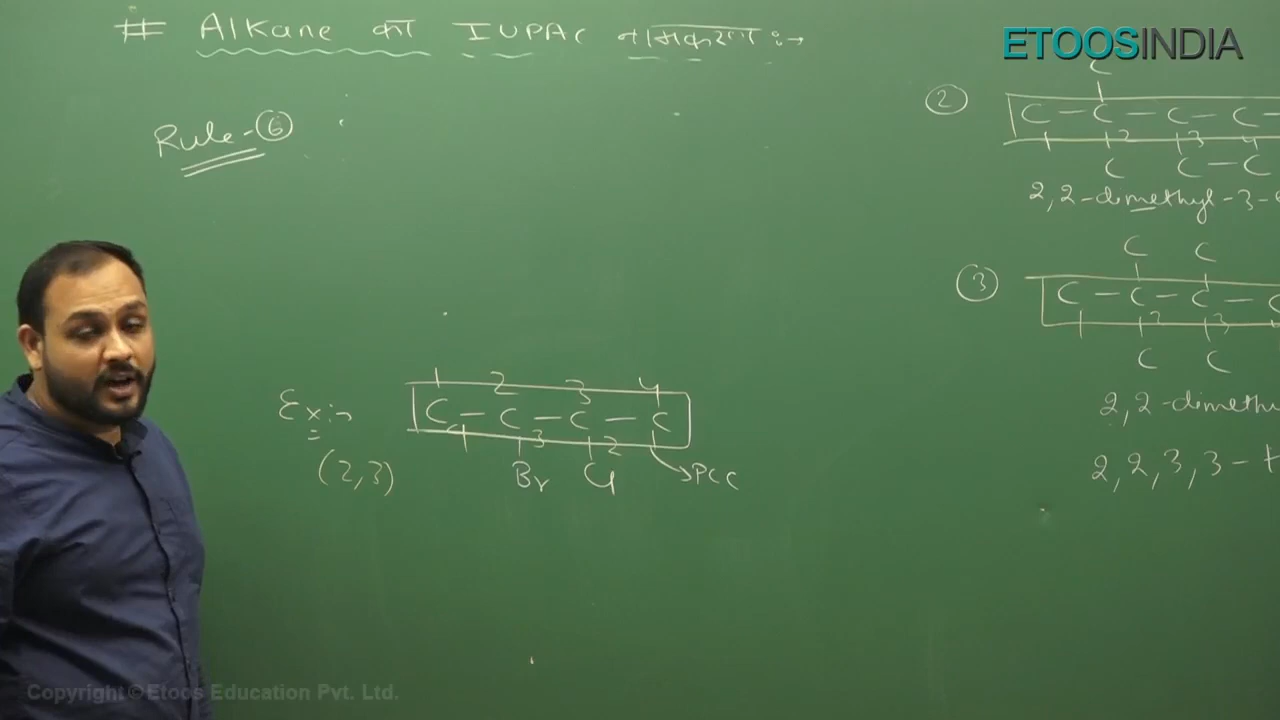 # Alkane का IUPAC नामकरण :→
ETOOSINDIA
Rule-⑥
Ex:→
1 2 3 4
C – C – C – C
4 3 2 1
Br Cl
→ PCC
(2,3)
②
C
C – C – C – C –
1 2 3 4
C C – C
2,2-dimethyl-3-
③
C C
C – C – C – C
1 2 3
C C
2,2-dimethy
2,2,3,3-t
Copyright © Etoos Education Pvt. Ltd.